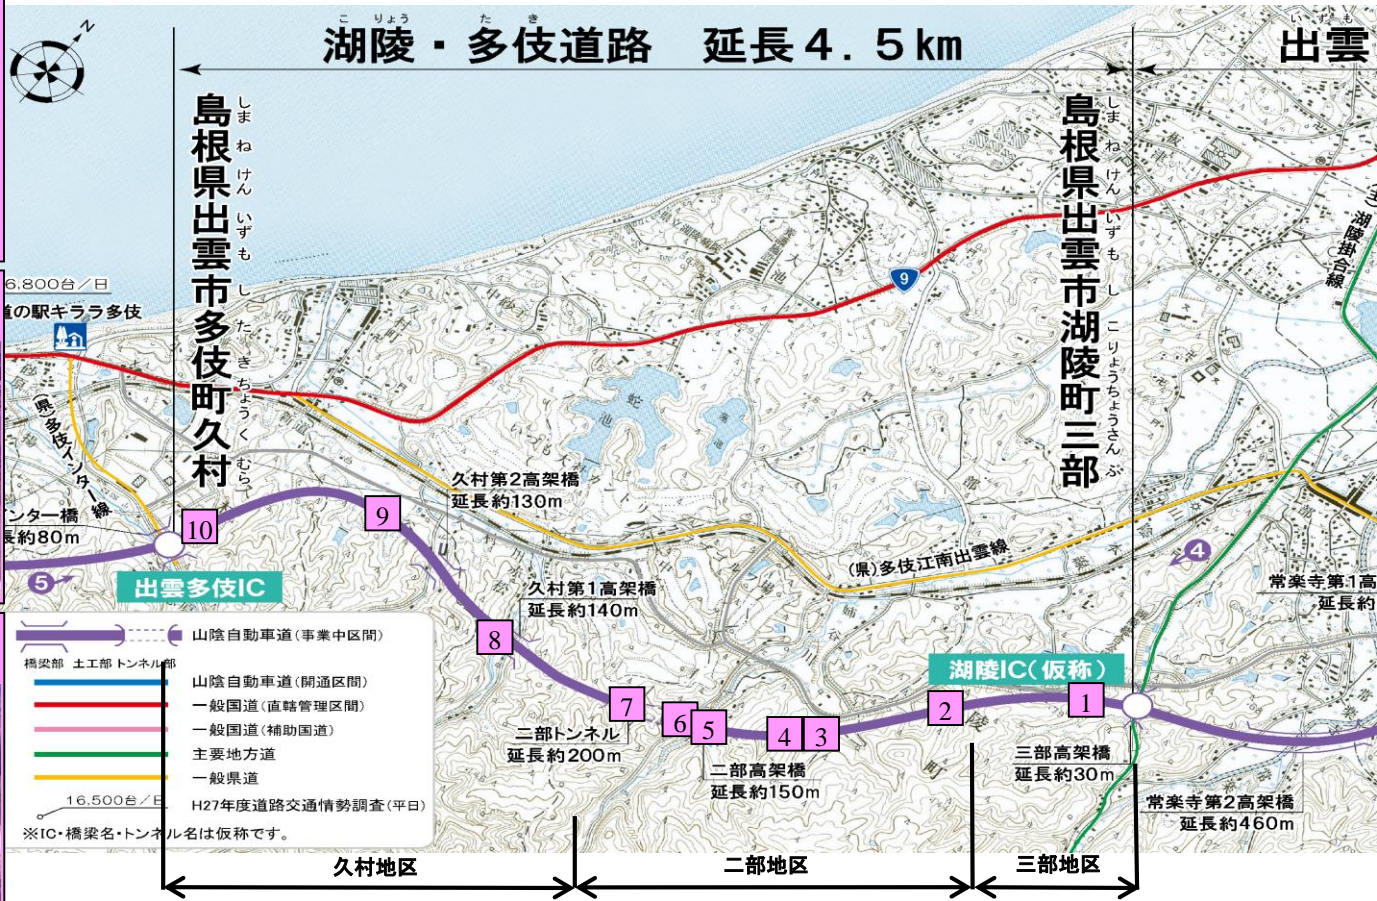 湖陵・多伎道路　延長４．５km
こ りょう た き
出雲
いずも
N
島根県出雲市多伎町久村
しま ね けん いずも し た き ちょう く むら
島根県出雲市湖陵町三部
しま ね けん いずも し こ りょうちょうさん ぶ
6,800台／日
道の駅キララ多伎
(県)多伎インター線
ンター橋
長約80m
9
(主)湖陵掛合線
蛇池
久村第2高架橋
延長約130m
久村第1高架橋
延長約140m
(県)多伎江南出雲線
常楽寺第1高
延長約
10
9
8
7
6
5
4
3
2
1
5
4
出雲多伎IC
湖陵IC(仮称)
二部トンネル
延長約200m
二部高架橋
延長約150m
三部高架橋
延長約30m
常楽寺第2高架橋
延長約460m
山陰自動車道(事業中区間)
橋梁部 土工部 トンネル部
山陰自動車道(開通区間)
一般国道(直轄管理区間)
一般国道(補助国道)
主要地方道
一般県道
16,500台／日
H27年度道路交通情勢調査(平日)
※IC・橋梁名・トンネル名は仮称です。
久村地区
二部地区
三部地区